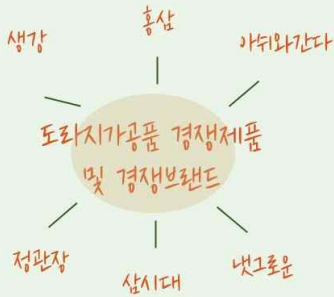 홍삼
생강
아쉬와간다
도라지가공품 경쟁제품
및 경쟁브랜드
정관장
삼시대
냇그로운